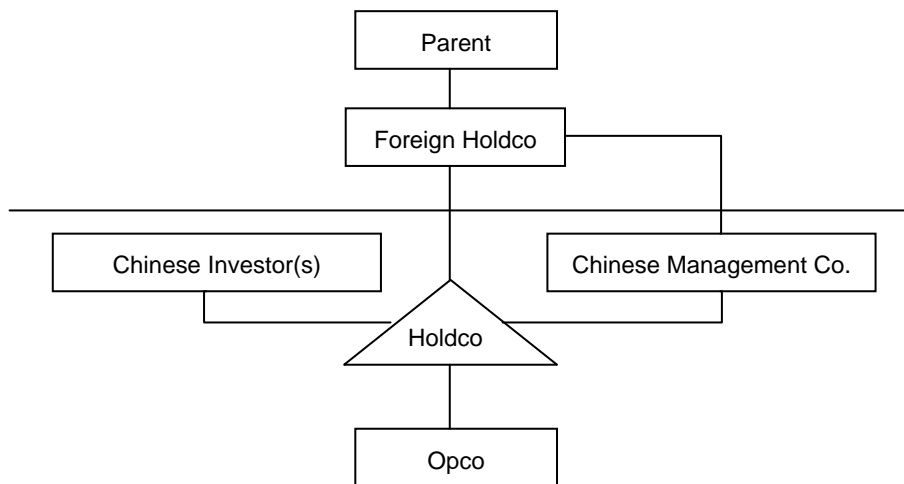 Parent
Foreign Holdco
Chinese Investor(s)
Chinese Management Co.
Holdco
Opco